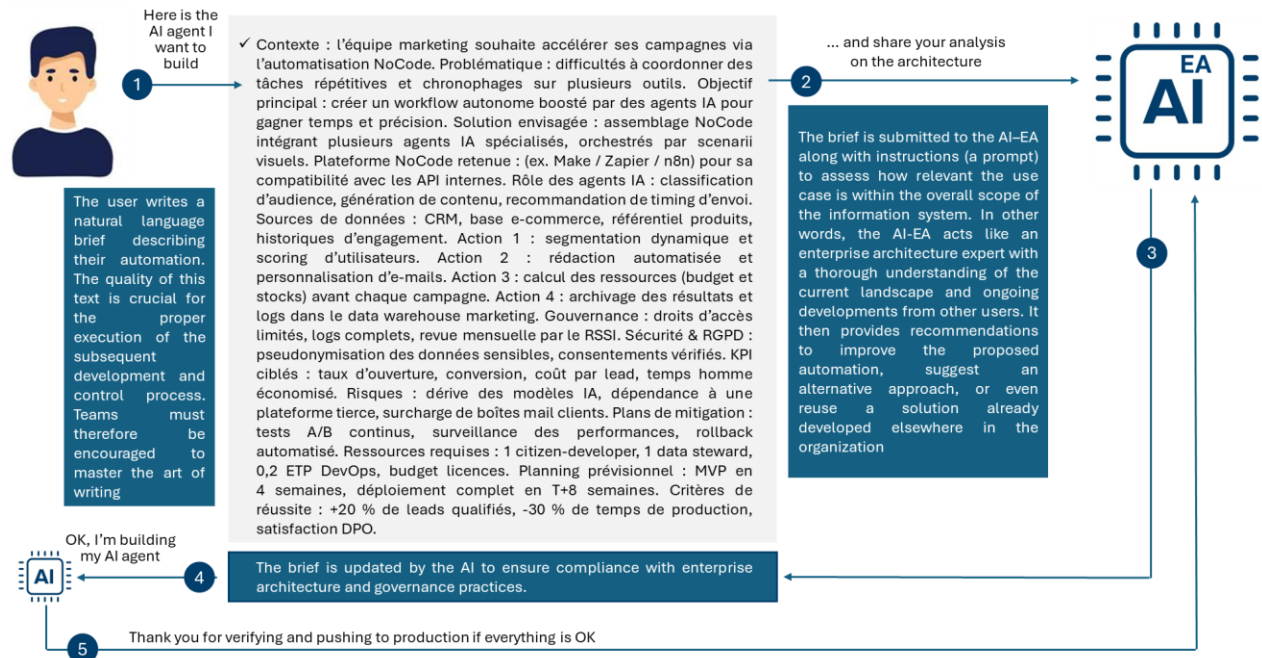 Here is the
AI agent I
want to
build
1
✓ Contexte : l'équipe marketing souhaite accélérer ses campagnes via
l'automatisation NoCode. Problématique : difficultés à coordonner des
tâches répétitives et chronophages sur plusieurs outils. Objectif
principal : créer un workflow autonome boosté par des agents IA pour
gagner temps et précision. Solution envisagée : assemblage NoCode
intégrant plusieurs agents IA spécialisés, orchestrés par scenarii
visuels. Plateforme NoCode retenue : (ex. Make / Zapier / n8n) pour sa
compatibilité avec les API internes. Rôle des agents IA : classification
d'audience, génération de contenu, recommandation de timing d'envoi.
Sources de données : CRM, base e-commerce, référentiel produits,
historiques d'engagement. Action 1 : segmentation dynamique et
scoring d'utilisateurs. Action 2 : rédaction automatisée et
personnalisation d'e-mails. Action 3 : calcul des ressources (budget et
stocks) avant chaque campagne. Action 4 : archivage des résultats et
logs dans le data warehouse marketing. Gouvernance : droits d'accès
limités, logs complets, revue mensuelle par le RSSI. Sécurité & RGPD :
pseudonymisation des données sensibles, consentements vérifiés. KPI
ciblés : taux d'ouverture, conversion, coût par lead, temps homme
économisé. Risques : dérive des modèles IA, dépendance à une
plateforme tierce, surcharge de boîtes mail clients. Plans de mitigation :
tests A/B continus, surveillance des performances, rollback
automatisé. Ressources requises : 1 citizen-developer, 1 data steward,
0,2 ETP DevOps, budget licences. Planning prévisionnel : MVP en
4 semaines, déploiement complet en T+8 semaines. Critères de
réussite : +20 % de leads qualifiés, -30 % de temps de production,
satisfaction DPO.
... and share your analysis
on the architecture
2
EA
AI
The user writes a
natural language
brief describing
their automation.
The quality of this
text is crucial for
the proper
execution of the
subsequent
development and
control process.
Teams must
therefore be
encouraged to
master the art of
writing
The brief is submitted to the AI–EA
along with instructions (a prompt)
to assess how relevant the use
case is within the overall scope of
the information system. In other
words, the AI-EA acts like an
enterprise architecture expert with
a thorough understanding of the
current landscape and ongoing
developments from other users. It
then provides recommendations
to improve the proposed
automation, suggest an
alternative approach, or even
reuse a solution already
developed elsewhere in the
organization
3
OK, I'm building
my AI agent
AI
4
The brief is updated by the AI to ensure compliance with enterprise
architecture and governance practices.
5
Thank you for verifying and pushing to production if everything is OK